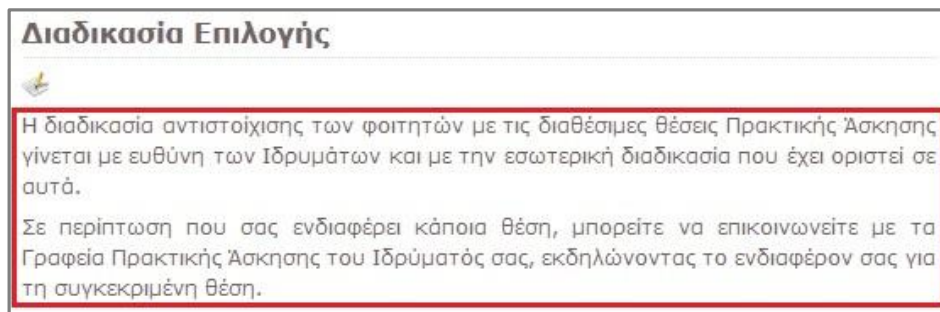 Διαδικασία Επιλογής
Η διαδικασία αντιστοίχισης των φοιτητών με τις διαθέσιμες θέσεις Πρακτικής Άσκησης
γίνεται με ευθύνη των Ιδρυμάτων και με την εσωτερική διαδικασία που έχει οριστεί σε
αυτά.
Σε περίπτωση που σας ενδιαφέρει κάποια θέση, μπορείτε να επικοινωνείτε με τα
Γραφεία Πρακτικής Άσκησης του Ιδρύματός σας, εκδηλώνοντας το ενδιαφέρον σας για
τη συγκεκριμένη θέση.